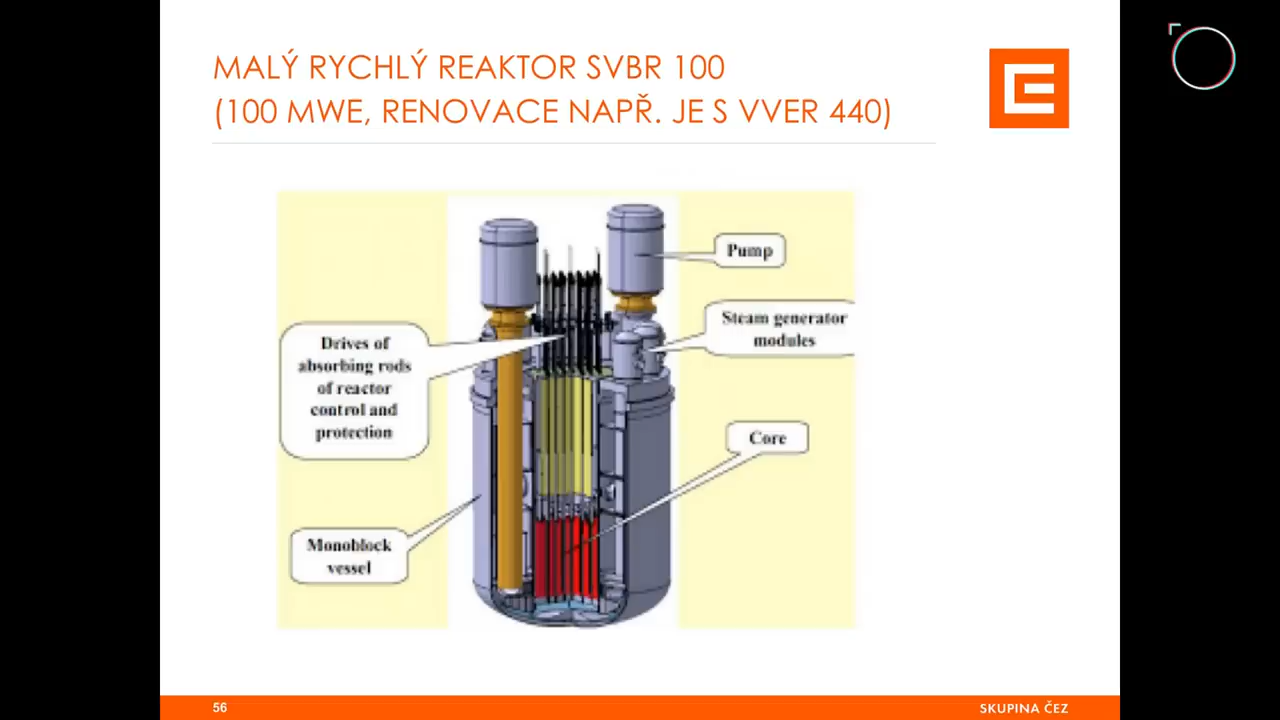 MALÝ RYCHLÝ REAKTOR SVBR 100
(100 MWE, RENOVACE NAPŘ. JE S VVER 440)
Pump
Steam generator
modules
Drives of
absorbing rods
of reactor
control and
protection
Core
Monoblock
vessel
56
SKUPINA ČEZ